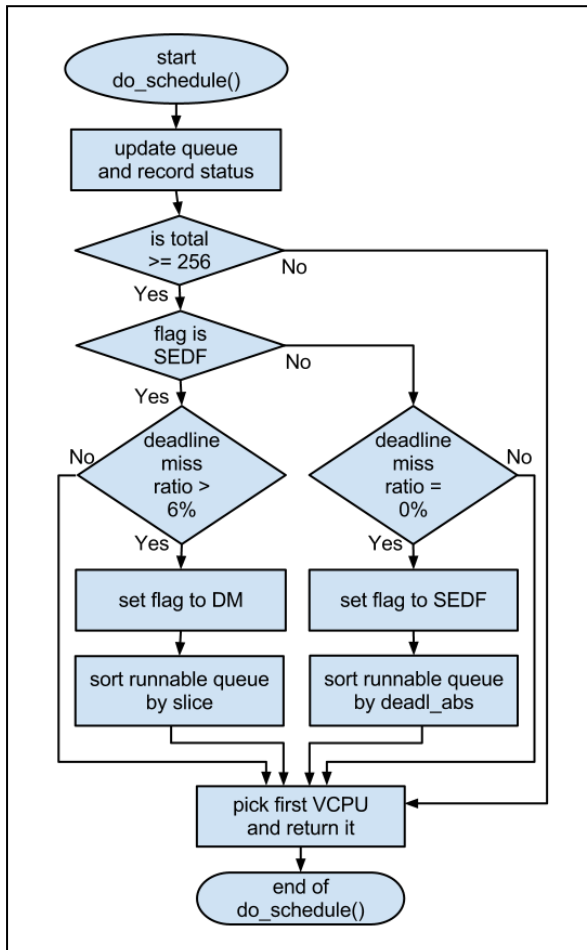 start
do_schedule()
update queue
and record status
is total
>= 256
No
Yes
flag is
SEDF
No
Yes
deadline
miss
ratio >
6%
No
Yes
deadline
miss
ratio =
0%
No
Yes
set flag to DM
set flag to SEDF
sort runnable queue
by slice
sort runnable queue
by deadl_abs
pick first VCPU
and return it
end of
do_schedule()